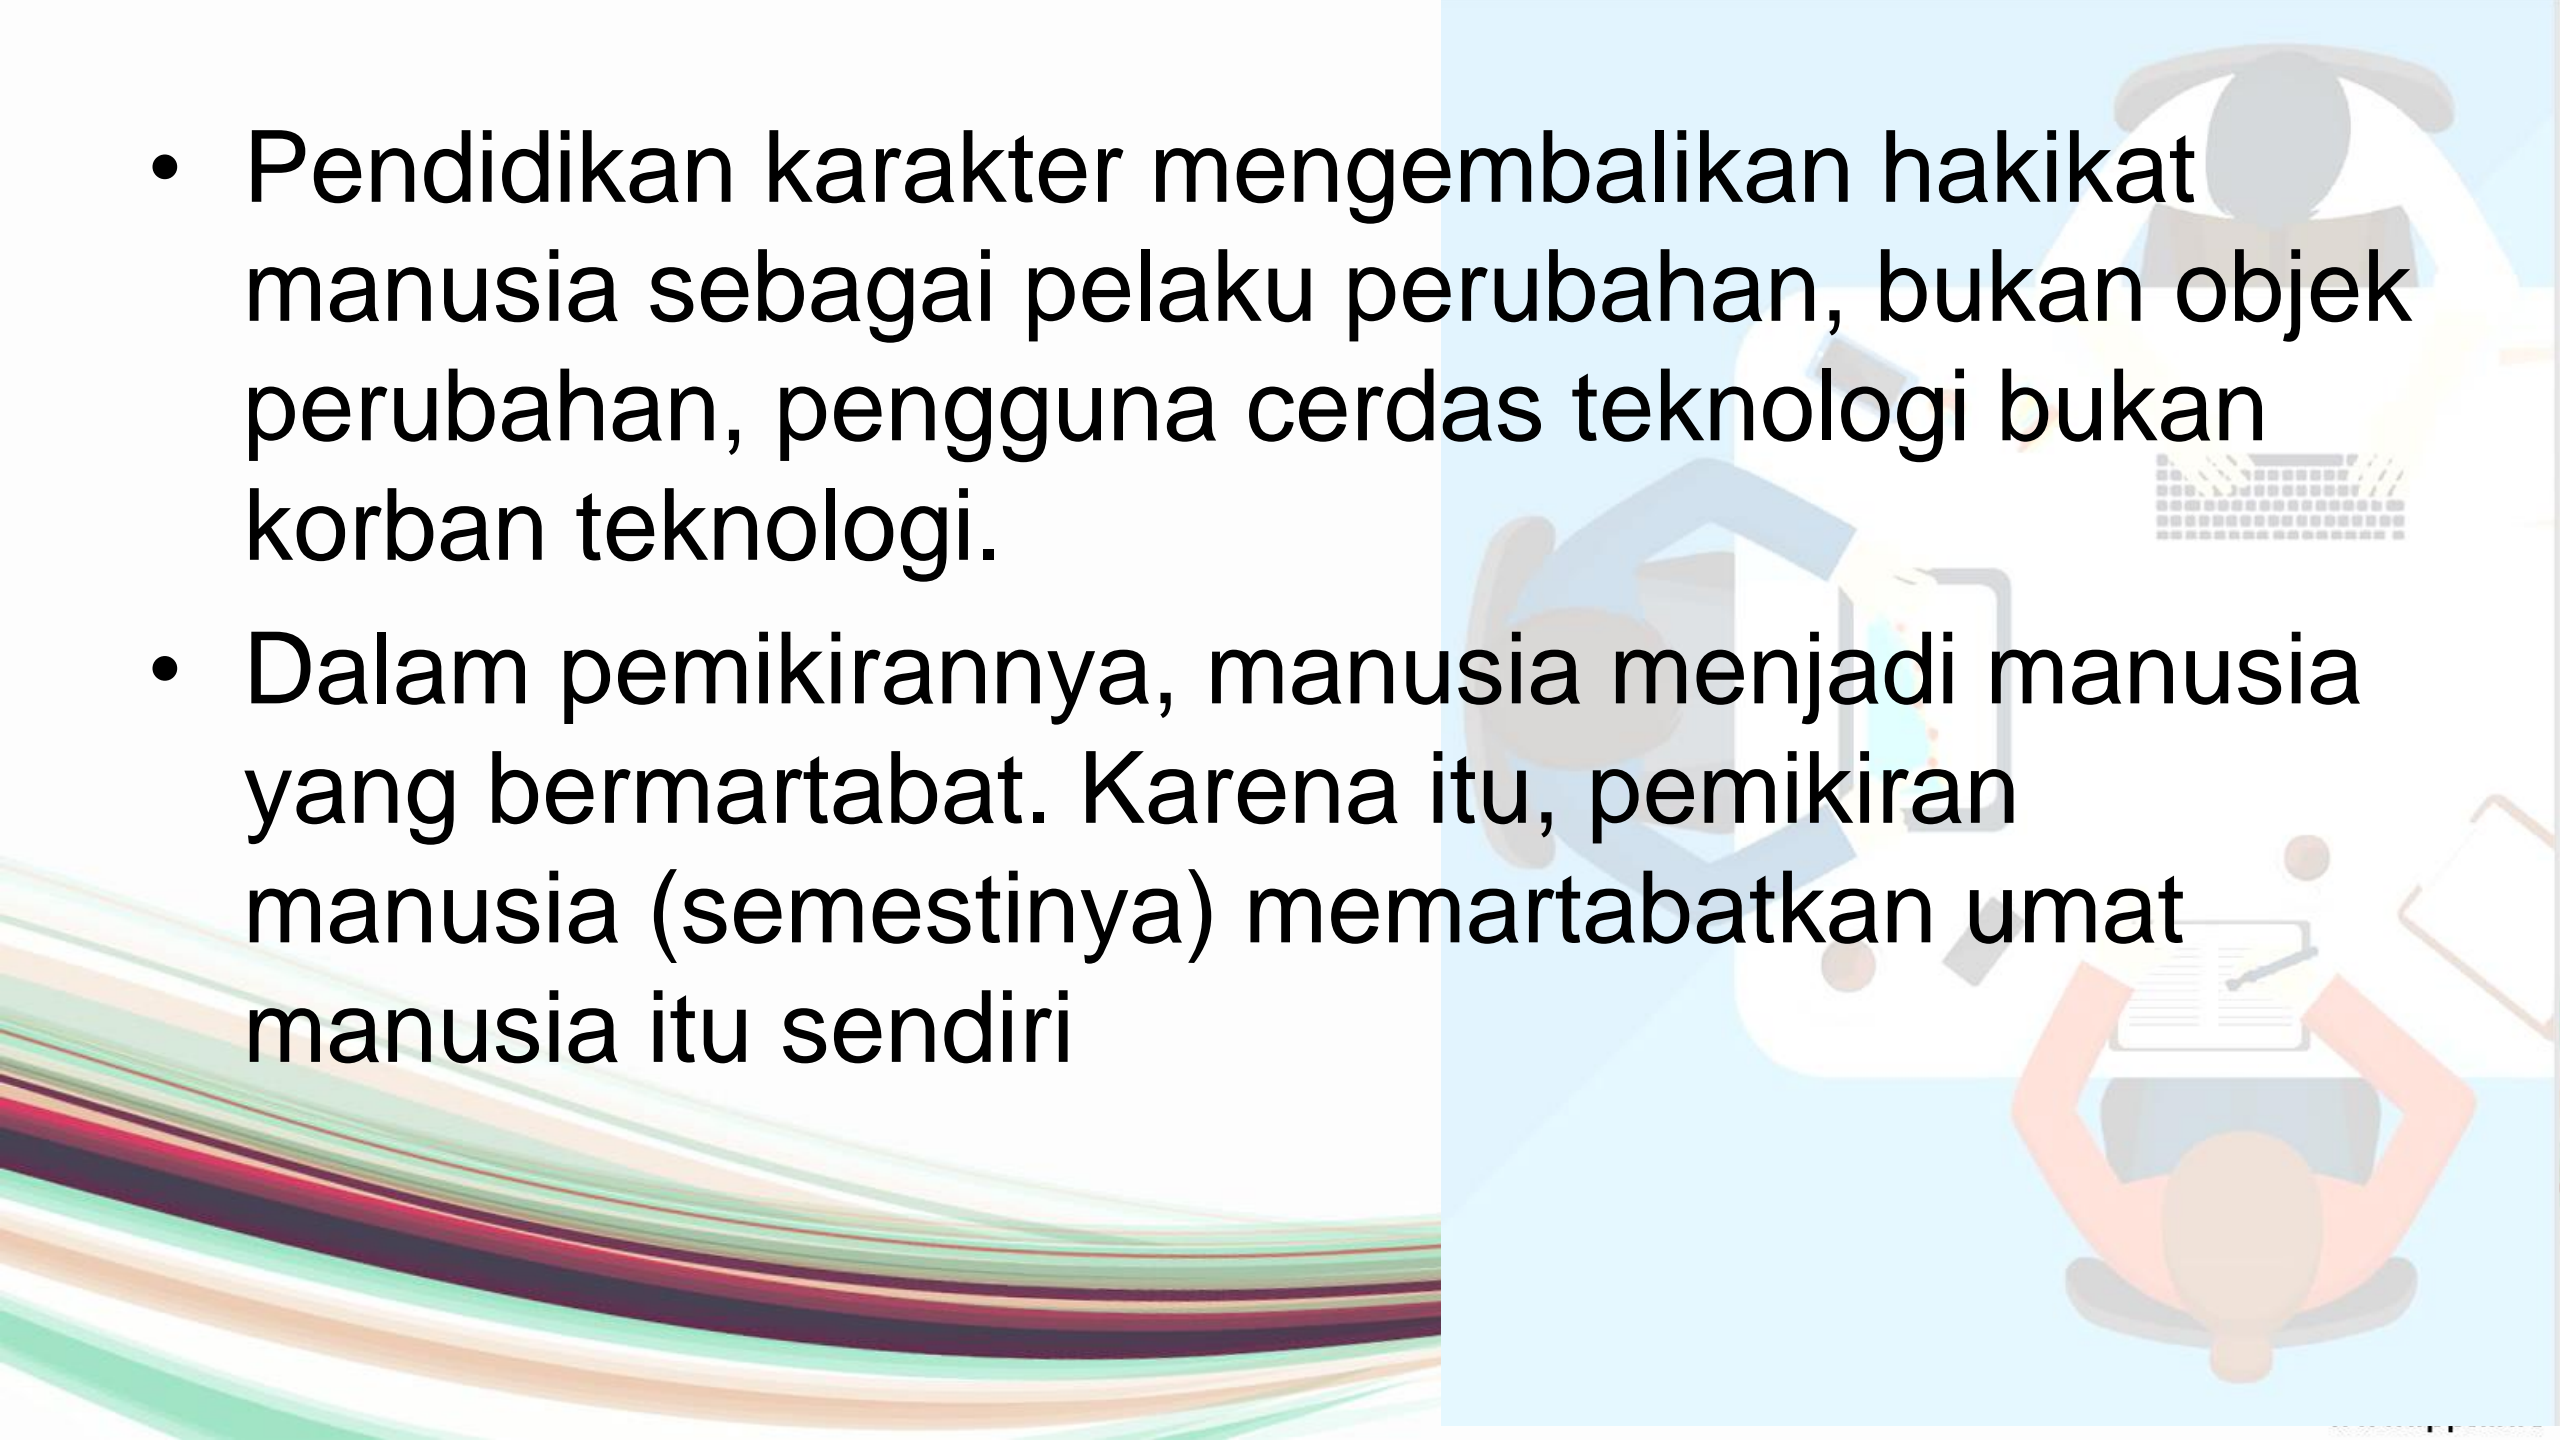 • Pendidikan karakter mengembalikan hakikat
manusia sebagai pelaku perubahan, bukan objek
perubahan, pengguna cerdas teknologi bukan
korban teknologi.
• Dalam pemikirannya, manusia menjadi manusia
yang bermartabat. Karena itu, pemikiran
manusia (semestinya) memartabatkan umat
manusia itu sendiri